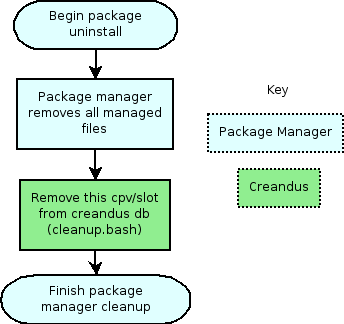 Begin package
uninstall
Package manager
removes all managed
files
Remove this cpv/slot
from creandus db
(cleanup.bash)
Finish package
manager cleanup
Key
Package Manager
Creandus